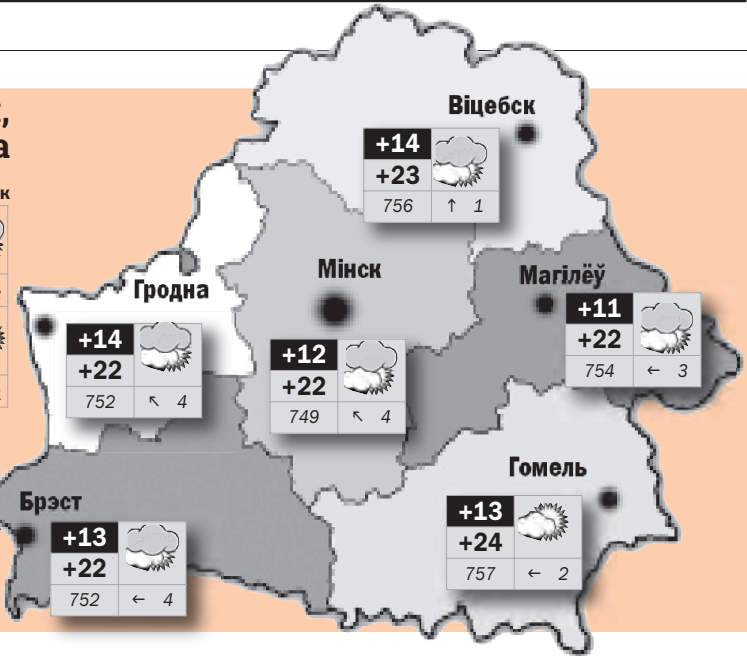 Віцебск
+14
+23
756 ↑ 1
Мінск
+12
+22
749 ↖ 4
Магілёў
+11
+22
754 ← 3
Гродна
+14
+22
752 ↖ 4
Гомель
+13
+24
757 ← 2
Брэст
+13
+22
752 ← 4